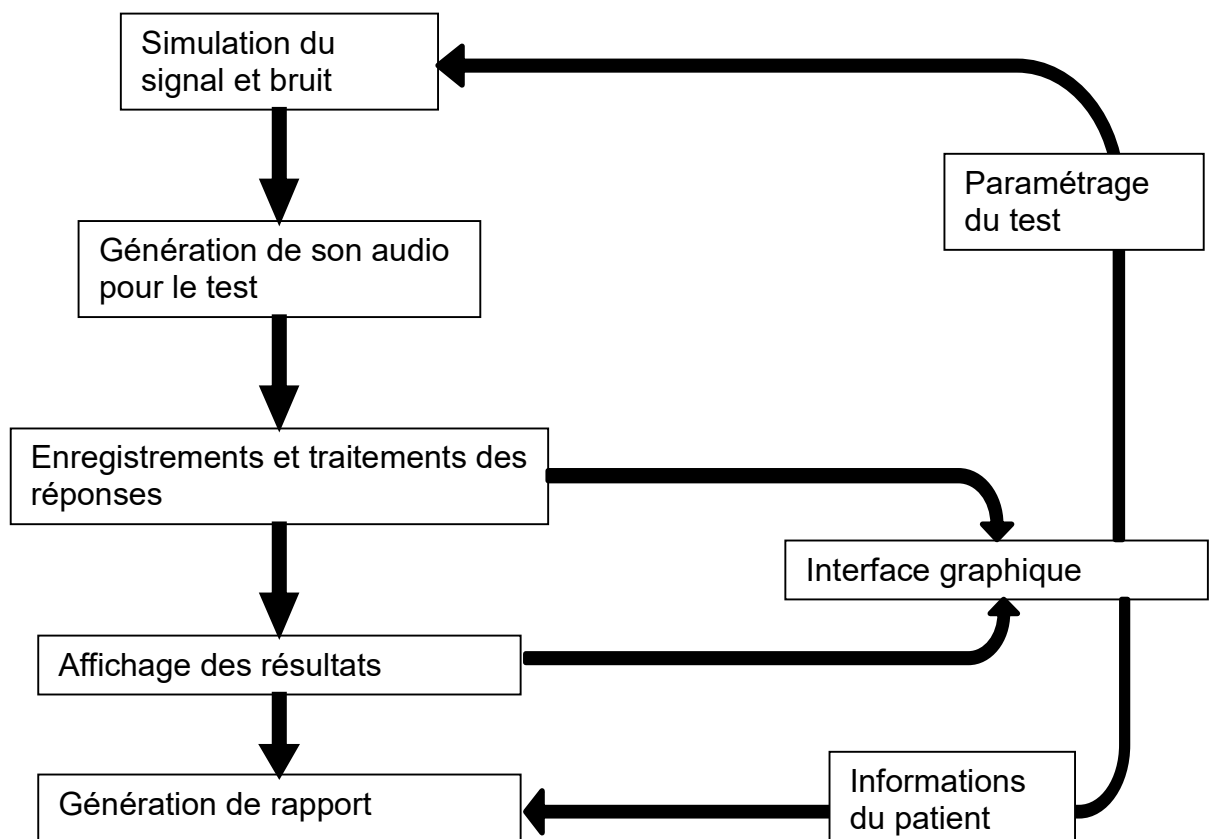 Simulation du
signal et bruit
Paramétrage
du test
Génération de son audio
pour le test
Enregistrements et traitements des
réponses
Interface graphique
Affichage des résultats
Génération de rapport
Informations
du patient